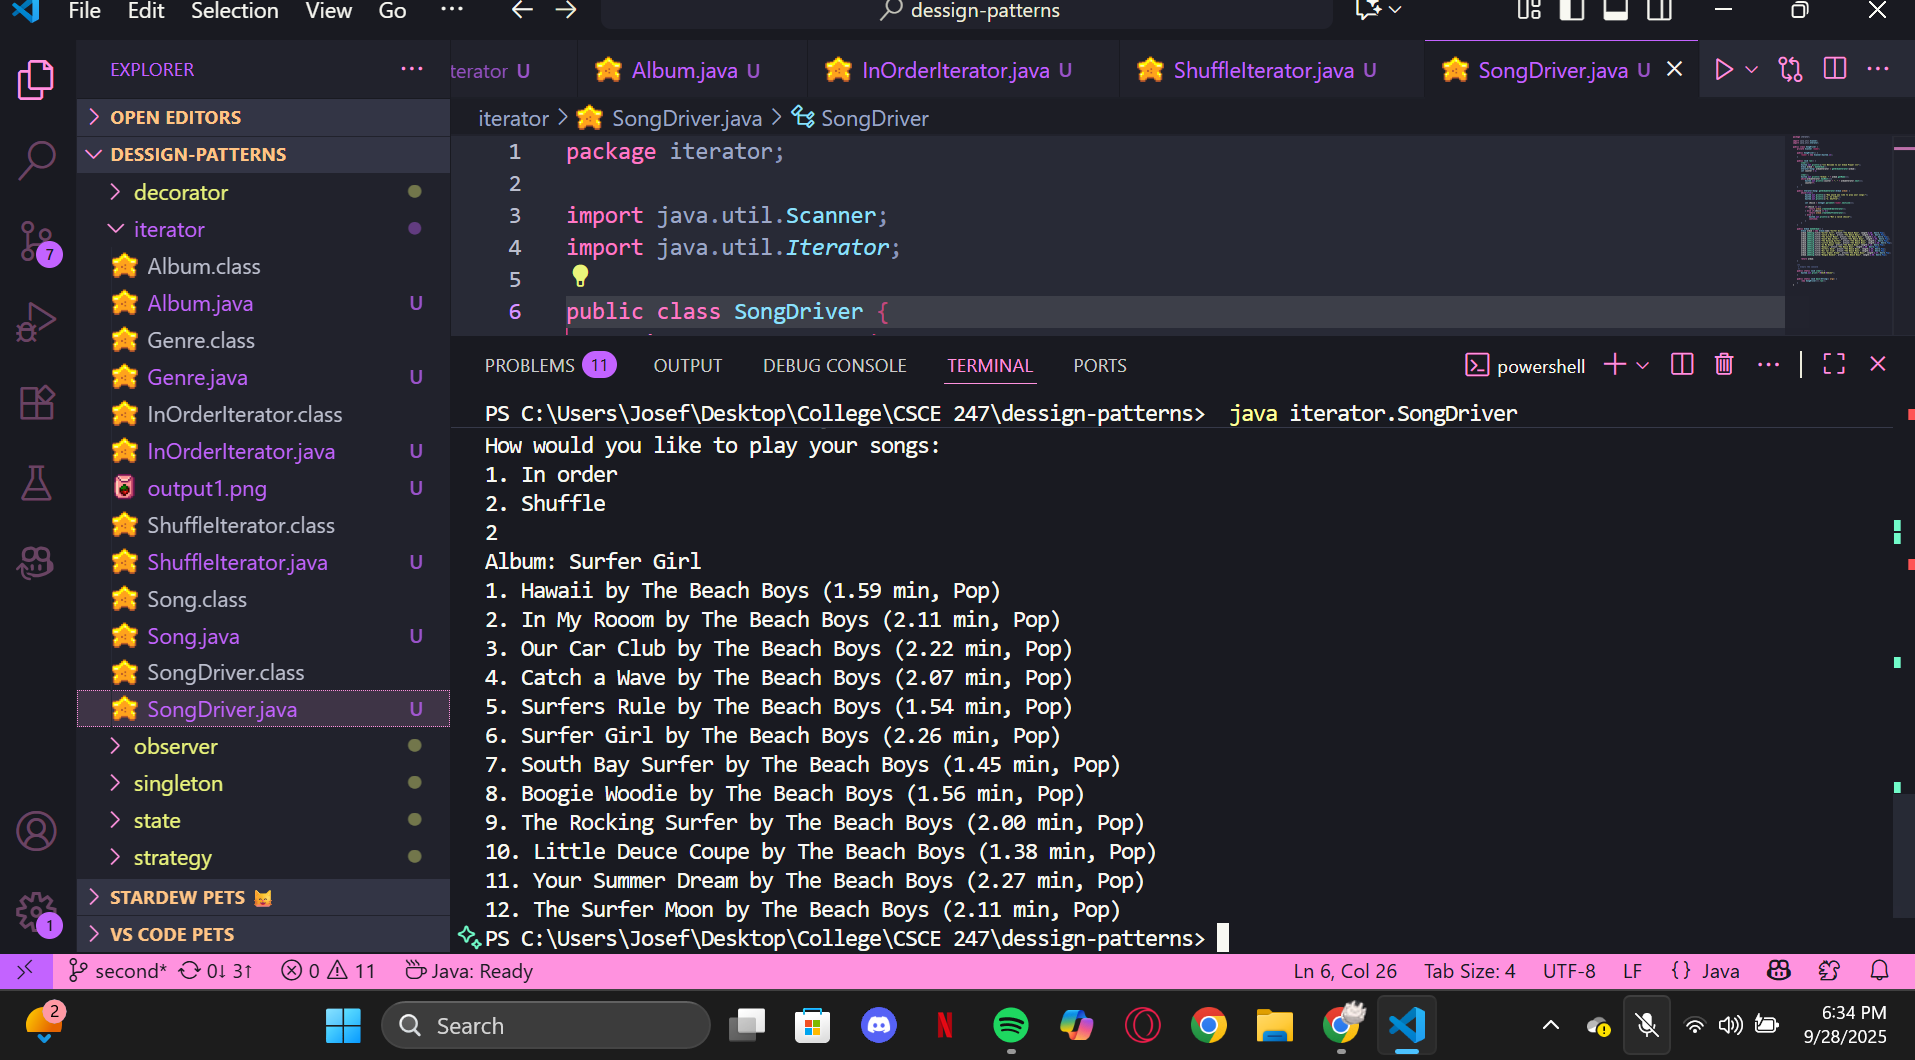 File Edit Selection View Go ··· dessign-patterns
EXPLORER ···
OPEN EDITORS
DESSIGN-PATTERNS
decorator
iterator
Album.class
Album.java U
Genre.class
Genre.java U
InOrderIterator.class
InOrderIterator.java U
output1.png U
ShuffleIterator.class
ShuffleIterator.java U
Song.class
Song.java U
SongDriver.class
SongDriver.java U
observer
singleton
state
strategy
STARDEW PETS 😼
VS CODE PETS
7
1
terator U Album.java U InOrderIterator.java U ShuffleIterator.java U SongDriver.java U
iterator > SongDriver.java > SongDriver
1 package iterator;
2
3 import java.util.Scanner;
4 import java.util.Iterator;
5
6 public class SongDriver {
PROBLEMS 11 OUTPUT DEBUG CONSOLE TERMINAL PORTS powershell
PS C:\Users\Josef\Desktop\College\CSCE 247\dessign-patterns>  java iterator.SongDriver
How would you like to play your songs:
1. In order
2. Shuffle
2
Album: Surfer Girl
1. Hawaii by The Beach Boys (1.59 min, Pop)
2. In My Rooom by The Beach Boys (2.11 min, Pop)
3. Our Car Club by The Beach Boys (2.22 min, Pop)
4. Catch a Wave by The Beach Boys (2.07 min, Pop)
5. Surfers Rule by The Beach Boys (1.54 min, Pop)
6. Surfer Girl by The Beach Boys (2.26 min, Pop)
7. South Bay Surfer by The Beach Boys (1.45 min, Pop)
8. Boogie Woodie by The Beach Boys (1.56 min, Pop)
9. The Rocking Surfer by The Beach Boys (2.00 min, Pop)
10. Little Deuce Coupe by The Beach Boys (1.38 min, Pop)
11. Your Summer Dream by The Beach Boys (2.27 min, Pop)
12. The Surfer Moon by The Beach Boys (2.11 min, Pop)
PS C:\Users\Josef\Desktop\College\CSCE 247\dessign-patterns>
second* 0↓ 3↑ 0 11 Java: Ready Ln 6, Col 26 Tab Size: 4 UTF-8 LF {} Java
2 Search 6:34 PM
9/28/2025